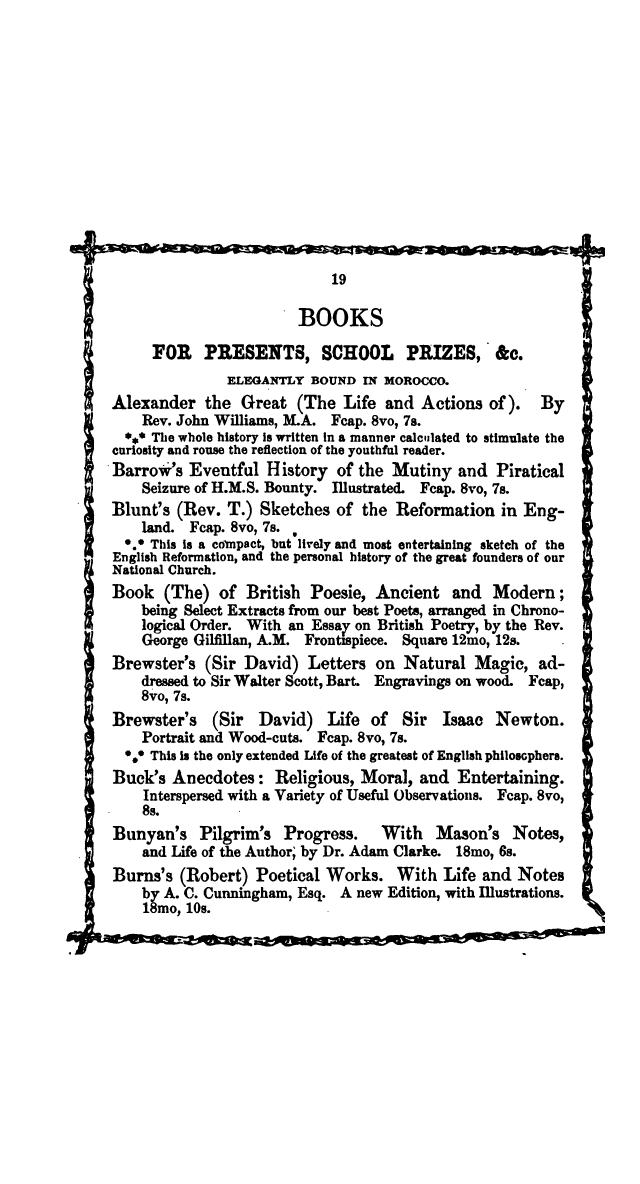 19
BOOKS
FOR PRESENTS, SCHOOL PRIZES, &c.
ELEGANTLY BOUND IN MOROCCO.
Alexander the Great (The Life and Actions of). By
Rev. John Williams, M.A. Fcap. 8vo, 7s.
*** The whole history is written in a manner calculated to stimulate the
curiosity and rouse the reflection of the youthful reader.
Barrow's Eventful History of the Mutiny and Piratical
Seizure of H.M.S. Bounty. Illustrated. Fcap. 8vo, 7s.
Blunt's (Rev. T.) Sketches of the Reformation in Eng-
land. Fcap. 8vo, 7s.
*.* This is a compact, but lively and most entertaining sketch of the
English Reformation, and the personal history of the great founders of our
National Church.
Book (The) of British Poesie, Ancient and Modern;
being Select Extracts from our best Poets, arranged in Chrono-
logical Order. With an Essay on British Poetry, by the Rev.
George Gilfillan, A.M. Frontispiece. Square 12mo, 12s.
Brewster's (Sir David) Letters on Natural Magic, ad-
dressed to Sir Walter Scott, Bart. Engravings on wood. Fcap,
8vo, 7s.
Brewster's (Sir David) Life of Sir Isaac Newton.
Portrait and Wood-cuts. Fcap. 8vo, 7s.
*.* This is the only extended Life of the greatest of English philosophers.
Buck's Anecdotes: Religious, Moral, and Entertaining.
Interspersed with a Variety of Useful Observations. Fcap. 8vo,
8s.
Bunyan's Pilgrim's Progress. With Mason's Notes,
and Life of the Author, by Dr. Adam Clarke. 18mo, 6s.
Burns's (Robert) Poetical Works. With Life and Notes
by A. C. Cunningham, Esq. A new Edition, with Illustrations.
18mo, 10s.